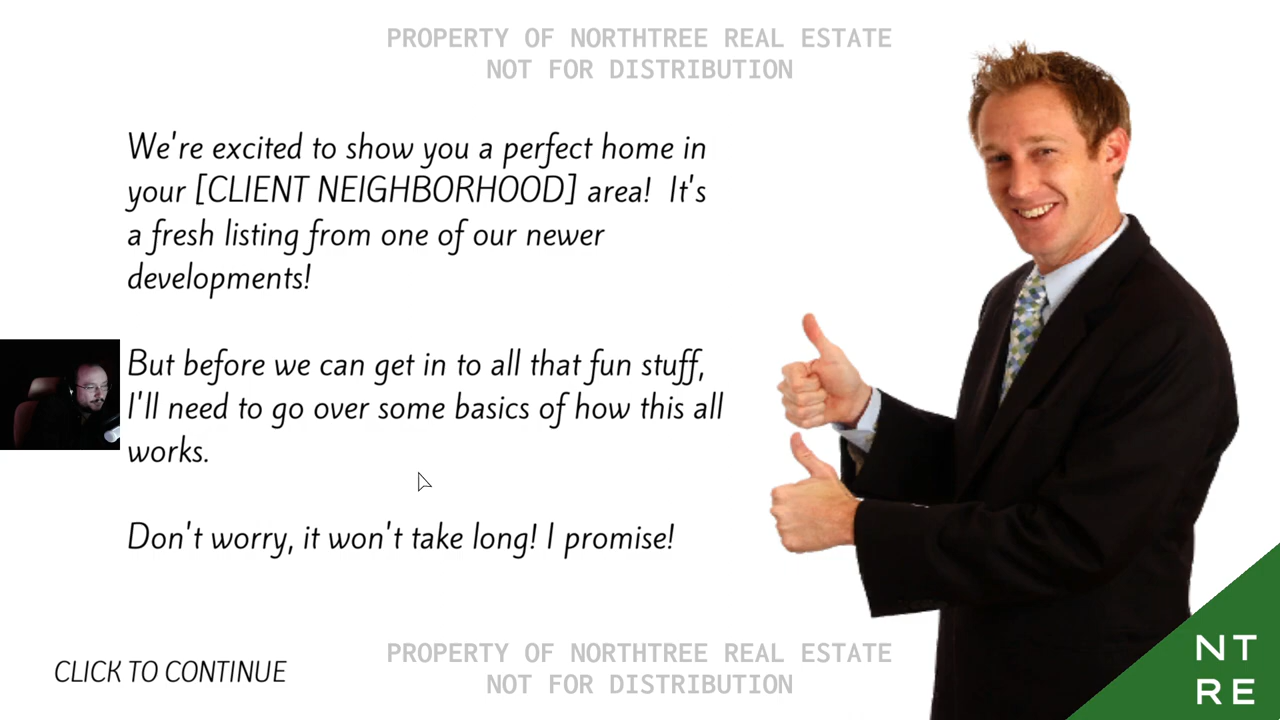 PROPERTY OF NORTHTREE REAL ESTATE
NOT FOR DISTRIBUTION
We're excited to show you a perfect home in
your [CLIENT NEIGHBORHOOD] area!  It's
a fresh listing from one of our newer
developments!
But before we can get in to all that fun stuff,
I'll need to go over some basics of how this all
works.
Don't worry, it won't take long! I promise!
PROPERTY OF NORTHTREE REAL ESTATE
NOT FOR DISTRIBUTION
CLICK TO CONTINUE
NT
RE